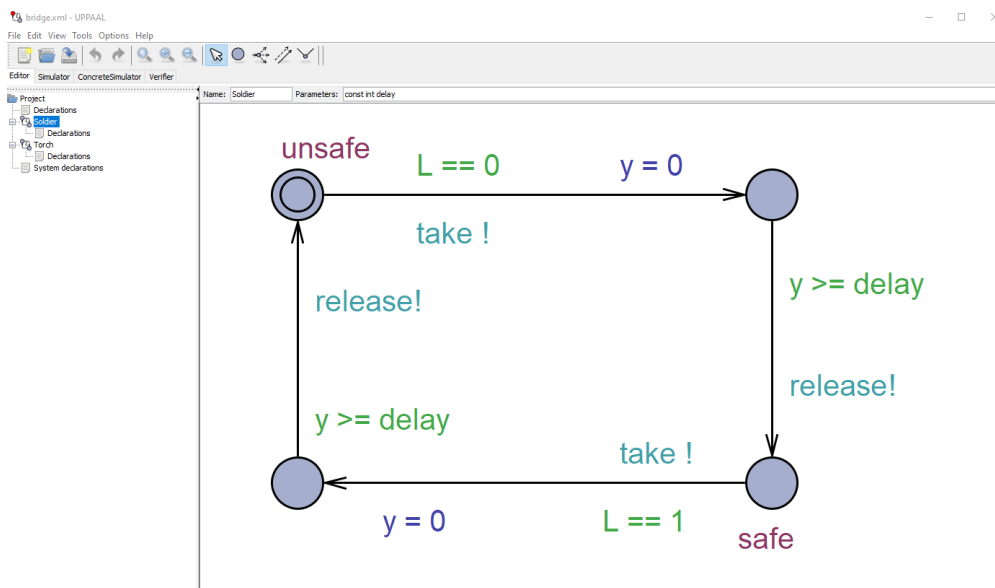 bridge.xml - UPPAAL
File Edit View Tools Options Help
Editor Simulator ConcreteSimulator Verifier
Name: Soldier Parameters: const int delay
Project
Declarations
Soldier
Declarations
Torch
Declarations
System declarations
unsafe
L == 0 y = 0
take !
y >= delay
release!
release!
y >= delay
take !
y = 0 L == 1
safe